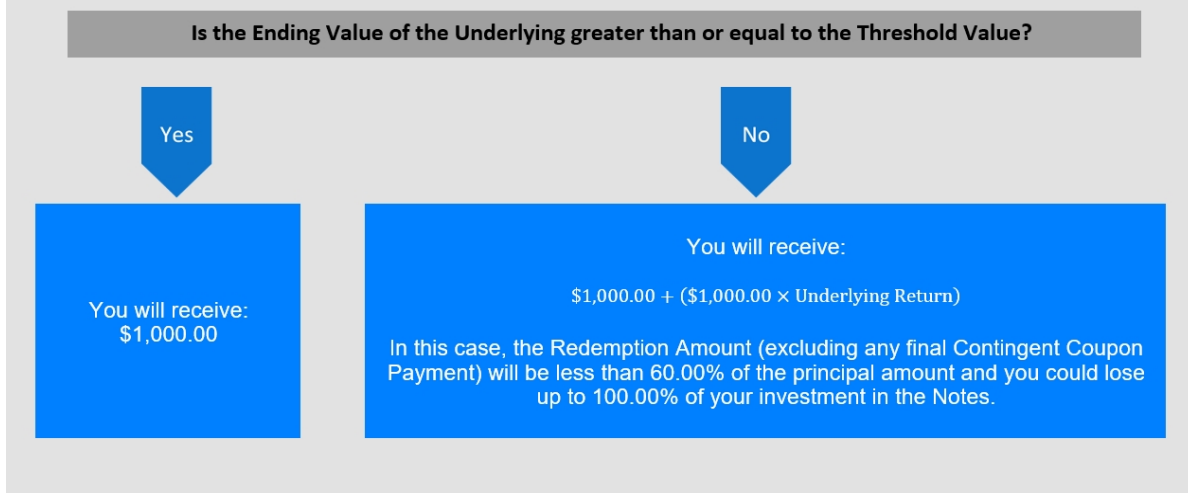 Is the Ending Value of the Underlying greater than or equal to the Threshold Value?
Yes
No
You will receive:
$1,000.00
You will receive:
$1,000.00 + ($1,000.00 × Underlying Return)
In this case, the Redemption Amount (excluding any final Contingent Coupon
Payment) will be less than 60.00% of the principal amount and you could lose
up to 100.00% of your investment in the Notes.